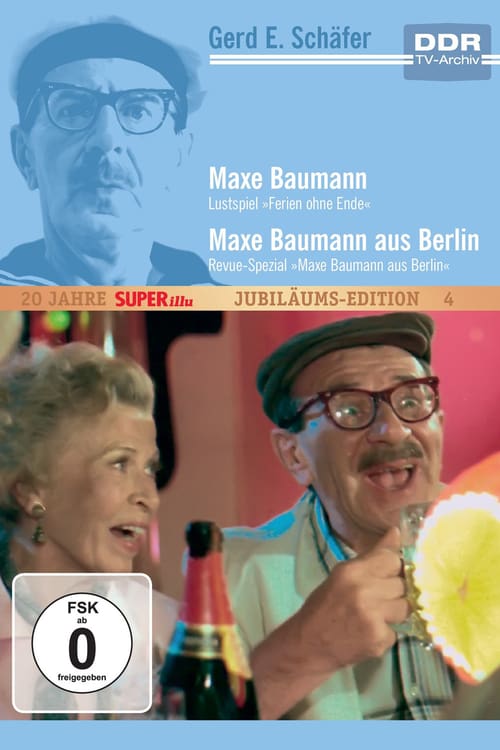 Gerd E. Schäfer
DDR
TV-Archiv
Maxe Baumann
Lustspiel »Ferien ohne Ende«
Maxe Baumann aus Berlin
Revue-Spezial »Maxe Baumann aus Berlin«
20 JAHRE SUPERillu JUBILÄUMS-EDITION 4
FSK
ab
0
freigegeben